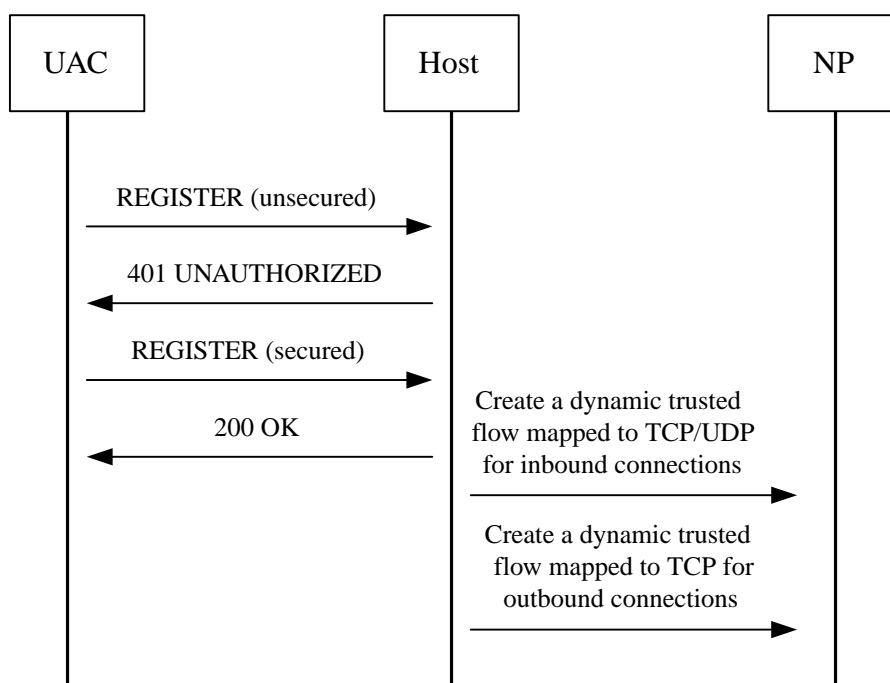 UAC
Host
NP
REGISTER (unsecured)
401 UNAUTHORIZED
REGISTER (secured)
200 OK
Create a dynamic trusted
flow mapped to TCP/UDP
for inbound connections
Create a dynamic trusted
flow mapped to TCP for
outbound connections